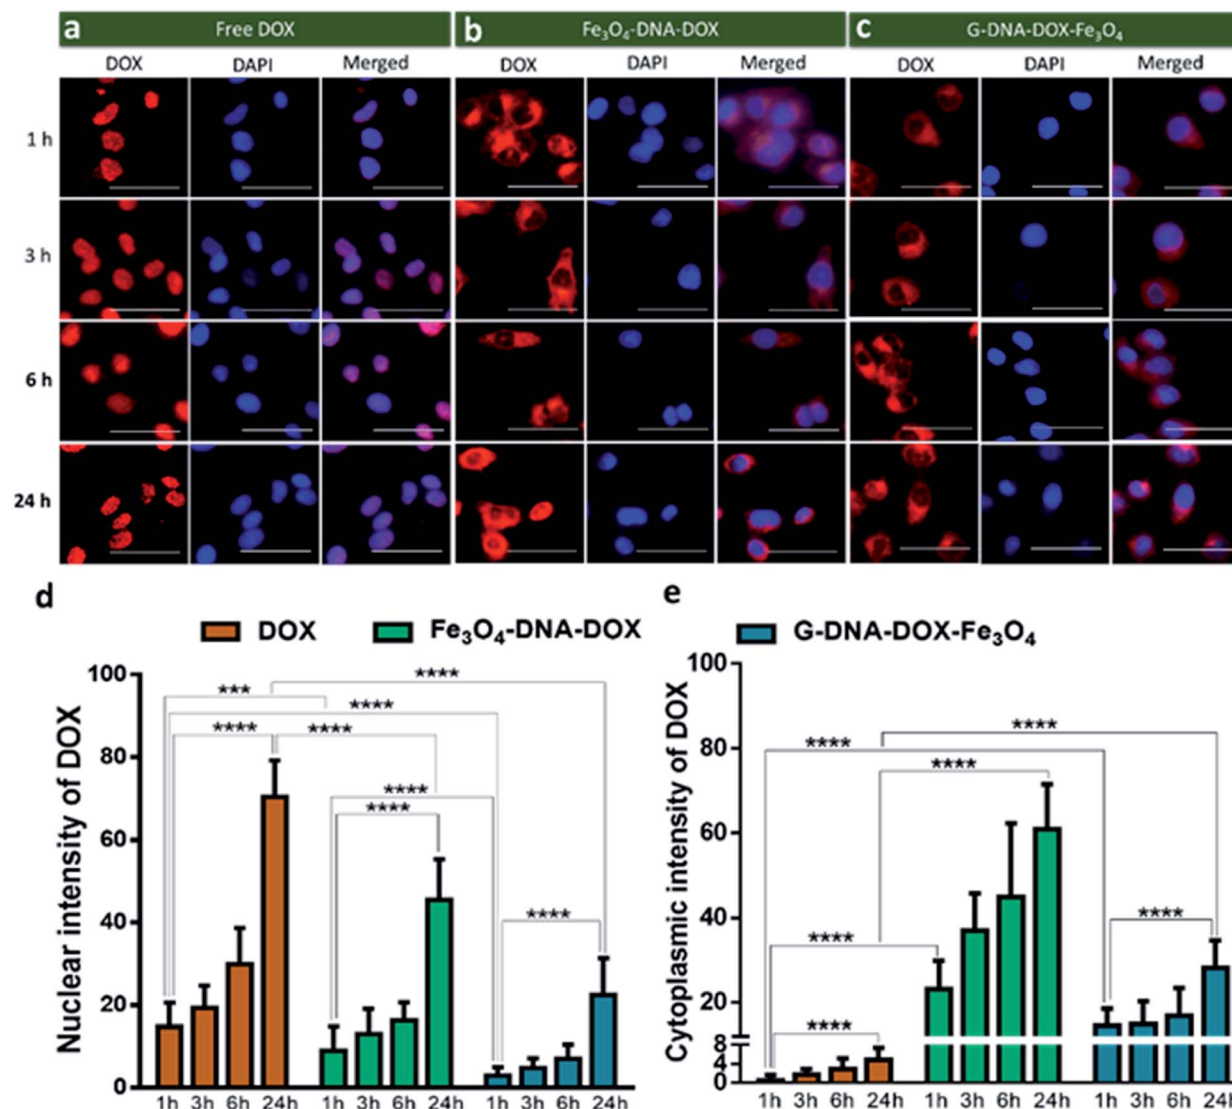 a Free DOX b Fe₃O₄-DNA-DOX c G-DNA-DOX-Fe₃O₄
DOX DAPI Merged DOX DAPI Merged DOX DAPI Merged
1 h
3 h
6 h
24 h
d e
DOX Fe₃O₄-DNA-DOX G-DNA-DOX-Fe₃O₄
Nuclear intensity of DOX
100
80
60
40
20
0
*** **** **** **** **** **** **** ****
1h 3h 6h 24h 1h 3h 6h 24h 1h 3h 6h 24h
Cytoplasmic intensity of DOX
100
80
60
40
20
8
4
0
**** **** **** **** **** ****
1h 3h 6h 24h 1h 3h 6h 24h 1h 3h 6h 24h